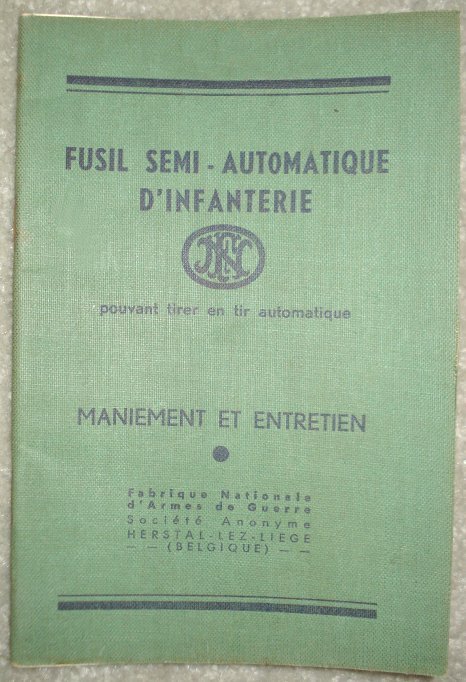 FUSIL SEMI-AUTOMATIQUE
D'INFANTERIE
FN
pouvant tirer en tir automatique
MANIEMENT ET ENTRETIEN
Fabrique Nationale
d'Armes de Guerre
Société Anonyme
HERSTAL-LEZ-LIEGE
— — (BELGIQUE) — —